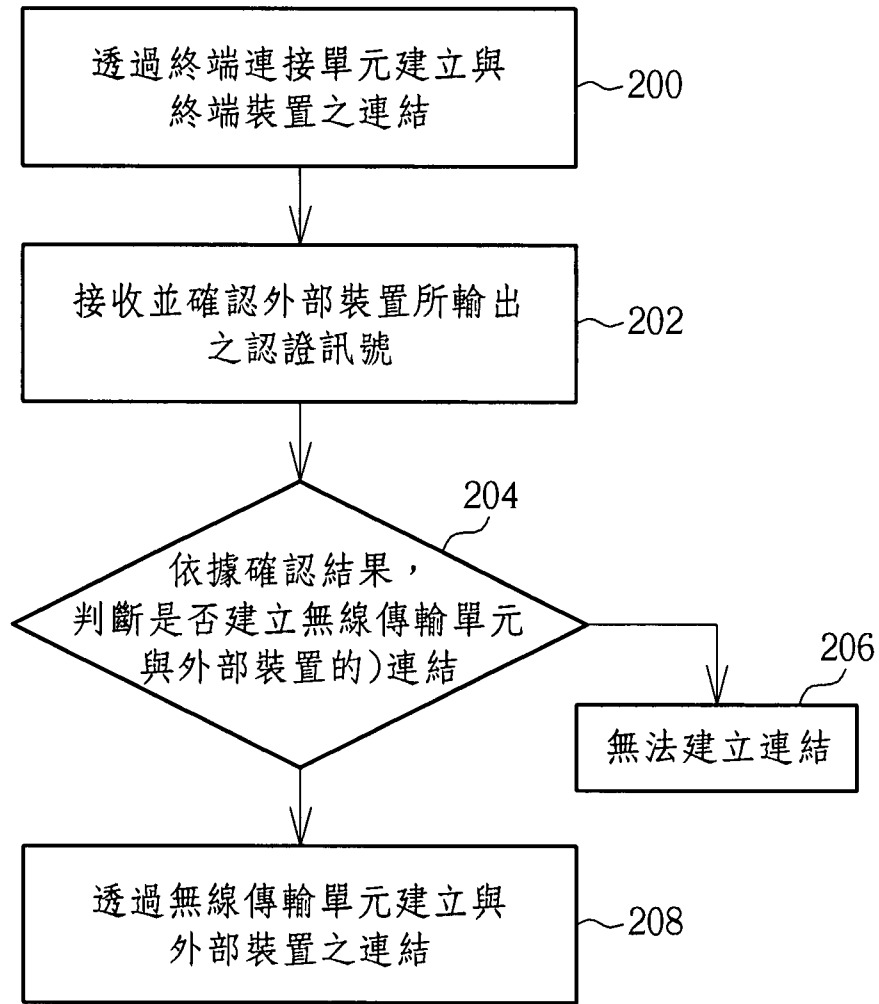 透過終端連接單元建立與
終端裝置之連結
200
接收並確認外部裝置所輸出
之認證訊號
202
204
依據確認結果，
判斷是否建立無線傳輸單元
與外部裝置的)連結
206
無法建立連結
透過無線傳輸單元建立與
外部裝置之連結
208